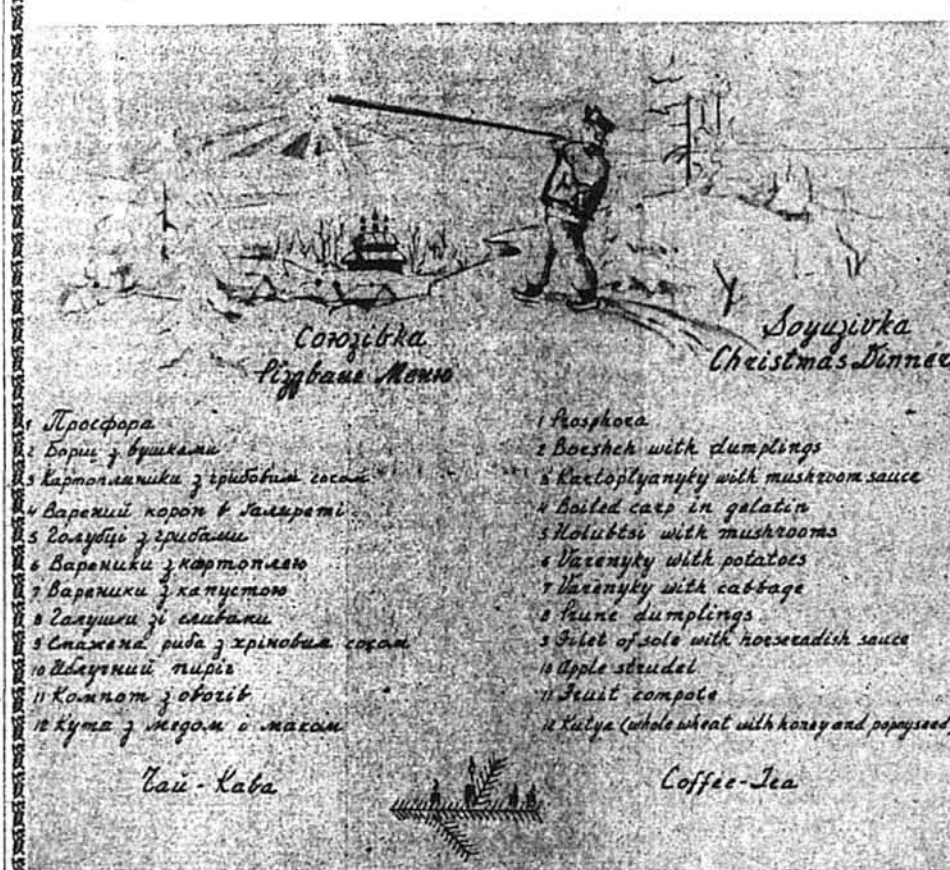 Союзівка
Різдване Меню
1 Просфора
2 Борщ з вушками
3 Картопляники з грибовим сосом
4 Варений короп в галяреті
5 Голубці з грибами
6 Вареники з картоплею
7 Вареники з капустою
8 Галушки зі сливами
9 Смажена риба з хріновим сосом
10 Яблучний пиріг
11 Компот з овочів
12 Кутя з медом і маком
Чай - Кава
Soyuzivka
Christmas Dinner
1 Prosphora
2 Borshch with dumplings
3 Kartoplyanyky with mushroom sauce
4 Boiled carp in gelatin
5 Holubtsi with mushrooms
6 Varenyky with potatoes
7 Varenyky with cabbage
8 Prune dumplings
9 Filet of sole with horseradish sauce
10 Apple strudel
11 Fruit compote
12 Kutya (whole wheat with honey and popyseed)
Coffee-Tea